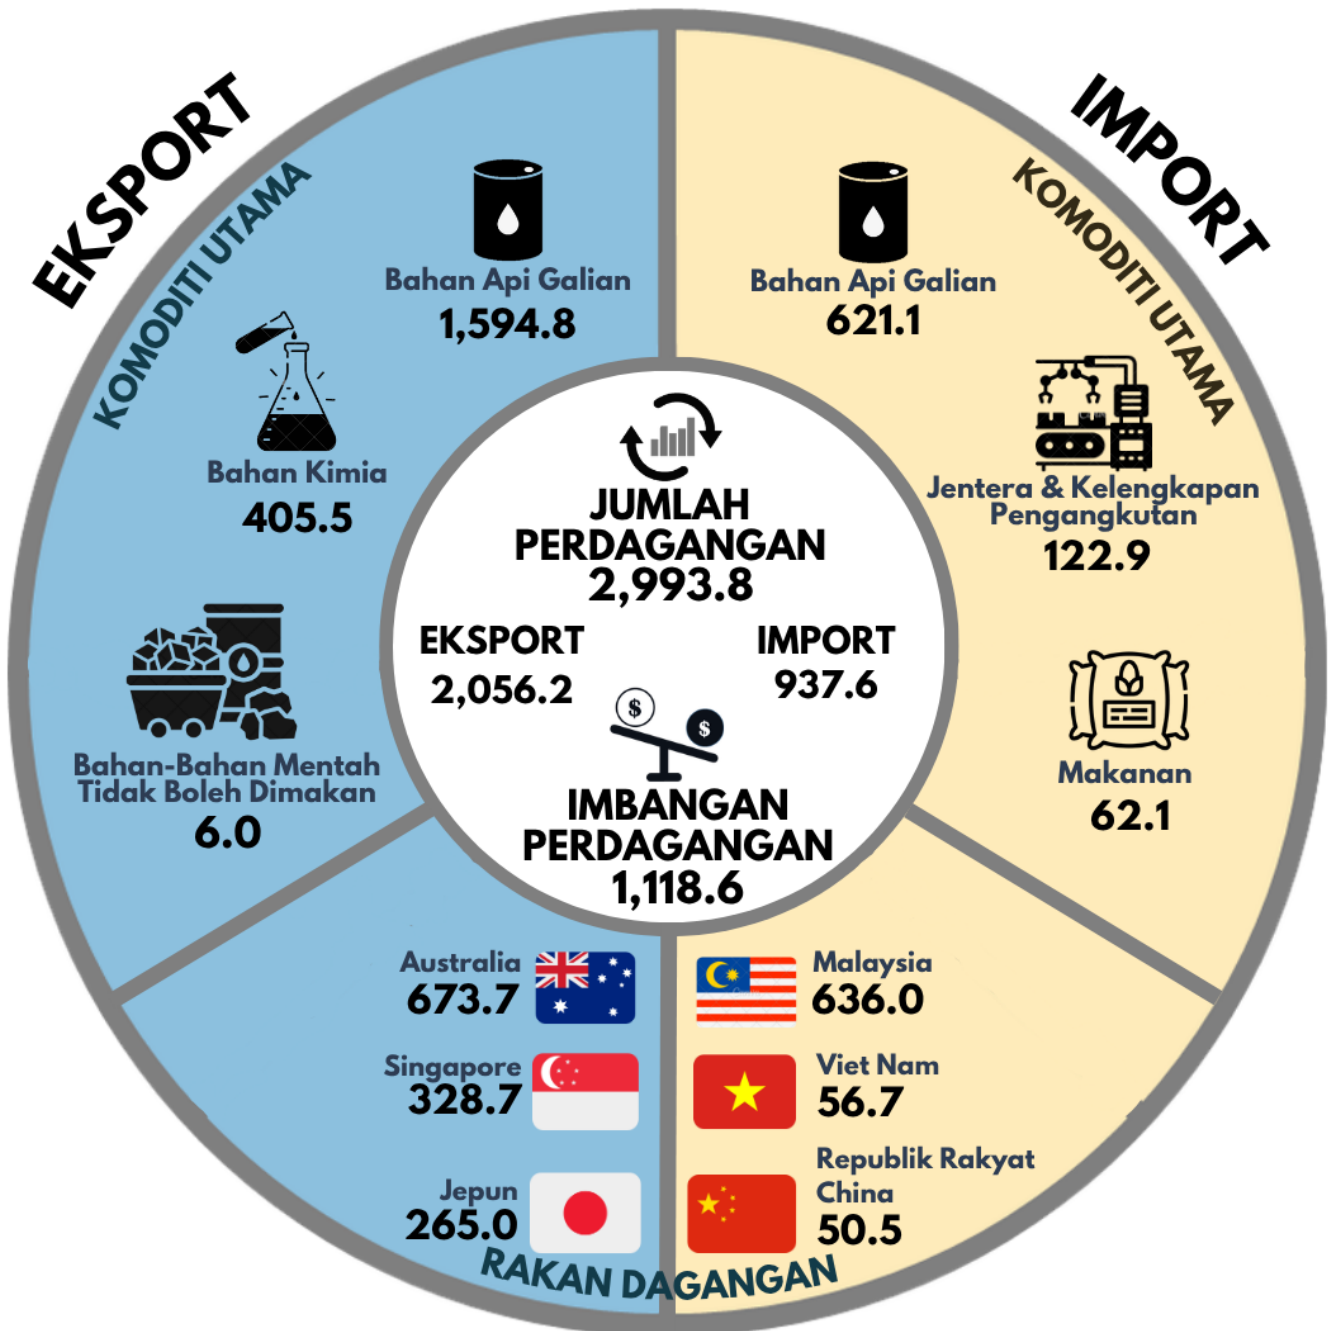 EKSPORT
KOMODITI UTAMA
Bahan Api Galian
1,594.8
Bahan Kimia
405.5
Bahan-Bahan Mentah
Tidak Boleh Dimakan
6.0
IMPORT
KOMODITI UTAMA
Bahan Api Galian
621.1
Jentera & Kelengkapan
Pengangkutan
122.9
Makanan
62.1
JUMLAH
PERDAGANGAN
2,993.8
EKSPORT
2,056.2
IMPORT
937.6
$
$
IMBANGAN
PERDAGANGAN
1,118.6
Australia
673.7
Singapore
328.7
Jepun
265.0
Malaysia
636.0
Viet Nam
56.7
Republik Rakyat
China
50.5
RAKAN DAGANGAN